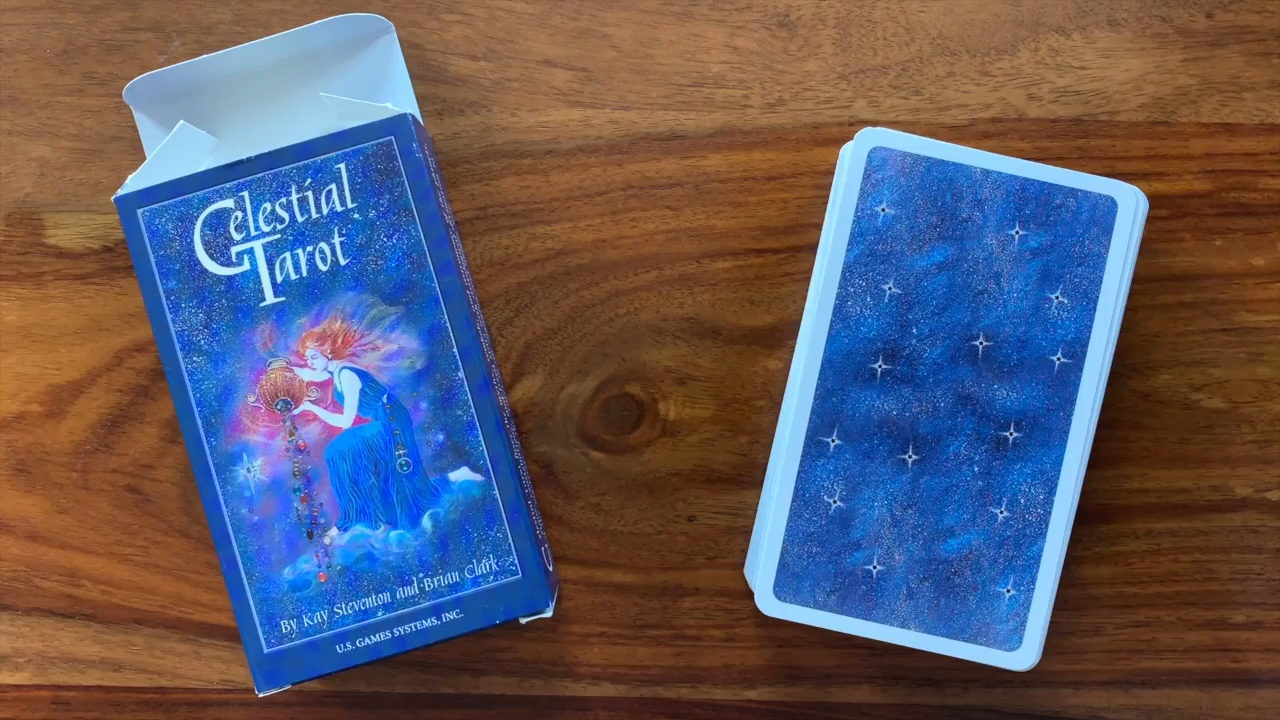 Celestial
Tarot
By Kay Steventon and Brian Clark
U.S. GAMES SYSTEMS, INC.